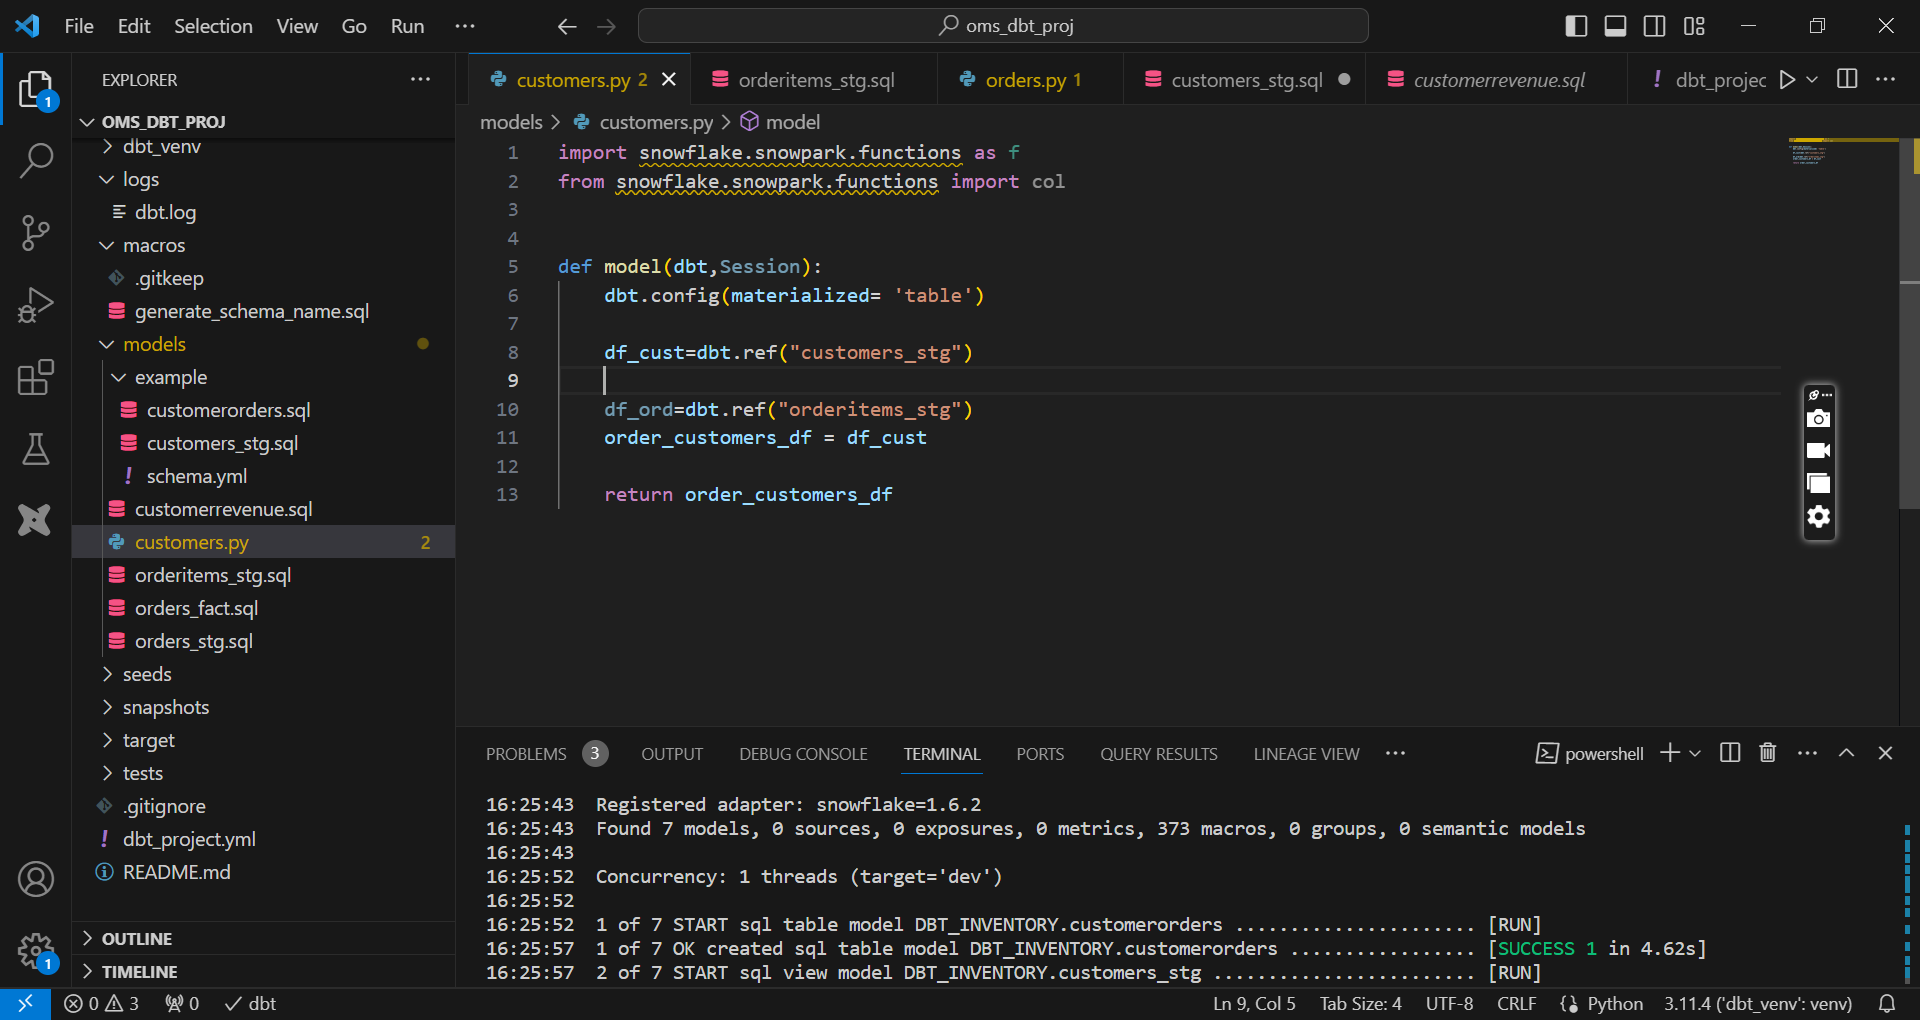 File Edit Selection View Go Run ···
oms_dbt_proj
EXPLORER ···
customers.py 2
orderitems_stg.sql
orders.py 1
customers_stg.sql
customerrevenue.sql
! dbt_projec
OMS_DBT_PROJ
dbt_venv
logs
dbt.log
macros
.gitkeep
generate_schema_name.sql
models
example
customerorders.sql
customers_stg.sql
! schema.yml
customerrevenue.sql
customers.py 2
orderitems_stg.sql
orders_fact.sql
orders_stg.sql
seeds
snapshots
target
tests
.gitignore
! dbt_project.yml
README.md
OUTLINE
TIMELINE
1
1
models > customers.py > model
1 import snowflake.snowpark.functions as f
2 from snowflake.snowpark.functions import col
3
4
5 def model(dbt,Session):
6 dbt.config(materialized= 'table')
7
8 df_cust=dbt.ref("customers_stg")
9
10 df_ord=dbt.ref("orderitems_stg")
11 order_customers_df = df_cust
12
13 return order_customers_df
PROBLEMS 3 OUTPUT DEBUG CONSOLE TERMINAL PORTS QUERY RESULTS LINEAGE VIEW ···
powershell
16:25:43 Registered adapter: snowflake=1.6.2
16:25:43 Found 7 models, 0 sources, 0 exposures, 0 metrics, 373 macros, 0 groups, 0 semantic models
16:25:43
16:25:52 Concurrency: 1 threads (target='dev')
16:25:52
16:25:52 1 of 7 START sql table model DBT_INVENTORY.customerorders ...................... [RUN]
16:25:57 1 of 7 OK created sql table model DBT_INVENTORY.customerorders ................. [SUCCESS 1 in 4.62s]
16:25:57 2 of 7 START sql view model DBT_INVENTORY.customers_stg ........................ [RUN]
0 3 0 dbt
Ln 9, Col 5 Tab Size: 4 UTF-8 CRLF Python 3.11.4 ('dbt_venv': venv)